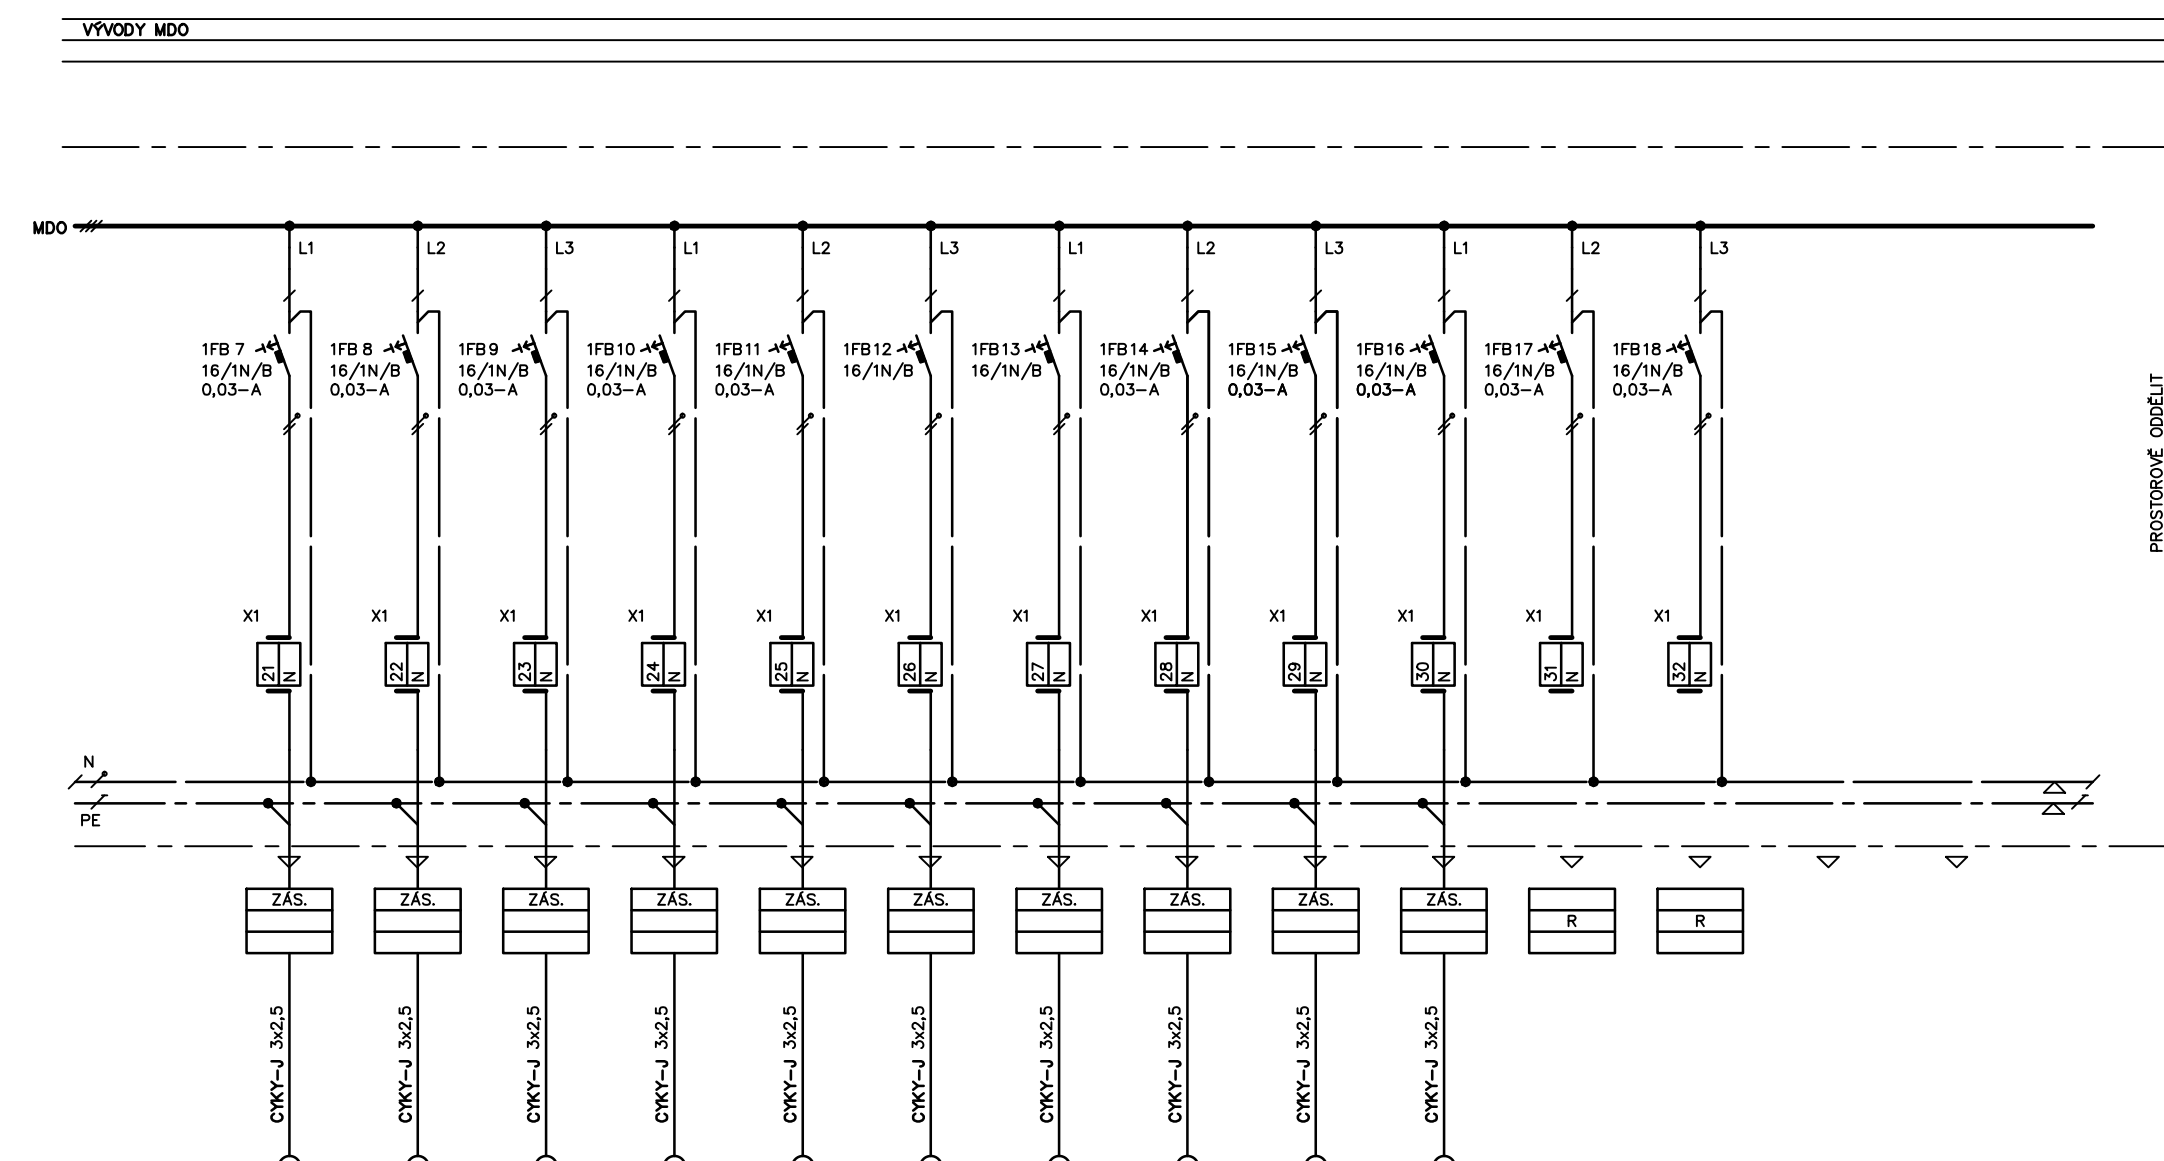 VÝVODY MDO
MDO
L1 L2 L3 L1 L2 L3 L1 L2 L3 L1 L2 L3
1FB 7 1FB 8 1FB 9 1FB10 1FB11 1FB12 1FB13 1FB14 1FB15 1FB16 1FB17 1FB18
16/1N/B 16/1N/B 16/1N/B 16/1N/B 16/1N/B 16/1N/B 16/1N/B 16/1N/B 16/1N/B 16/1N/B 16/1N/B 16/1N/B
0,03-A 0,03-A 0,03-A 0,03-A 0,03-A 0,03-A 0,03-A 0,03-A 0,03-A 0,03-A
PROSTOROVĚ ODDĚLIT
X1 X1 X1 X1 X1 X1 X1 X1 X1 X1 X1 X1
21 N 22 N 23 N 24 N 25 N 26 N 27 N 28 N 29 N 30 N 31 N 32 N
N
PE
ZÁS. ZÁS. ZÁS. ZÁS. ZÁS. ZÁS. ZÁS. ZÁS. ZÁS. ZÁS.
R R
CYKY-J 3x2,5 CYKY-J 3x2,5 CYKY-J 3x2,5 CYKY-J 3x2,5 CYKY-J 3x2,5 CYKY-J 3x2,5 CYKY-J 3x2,5 CYKY-J 3x2,5 CYKY-J 3x2,5 CYKY-J 3x2,5